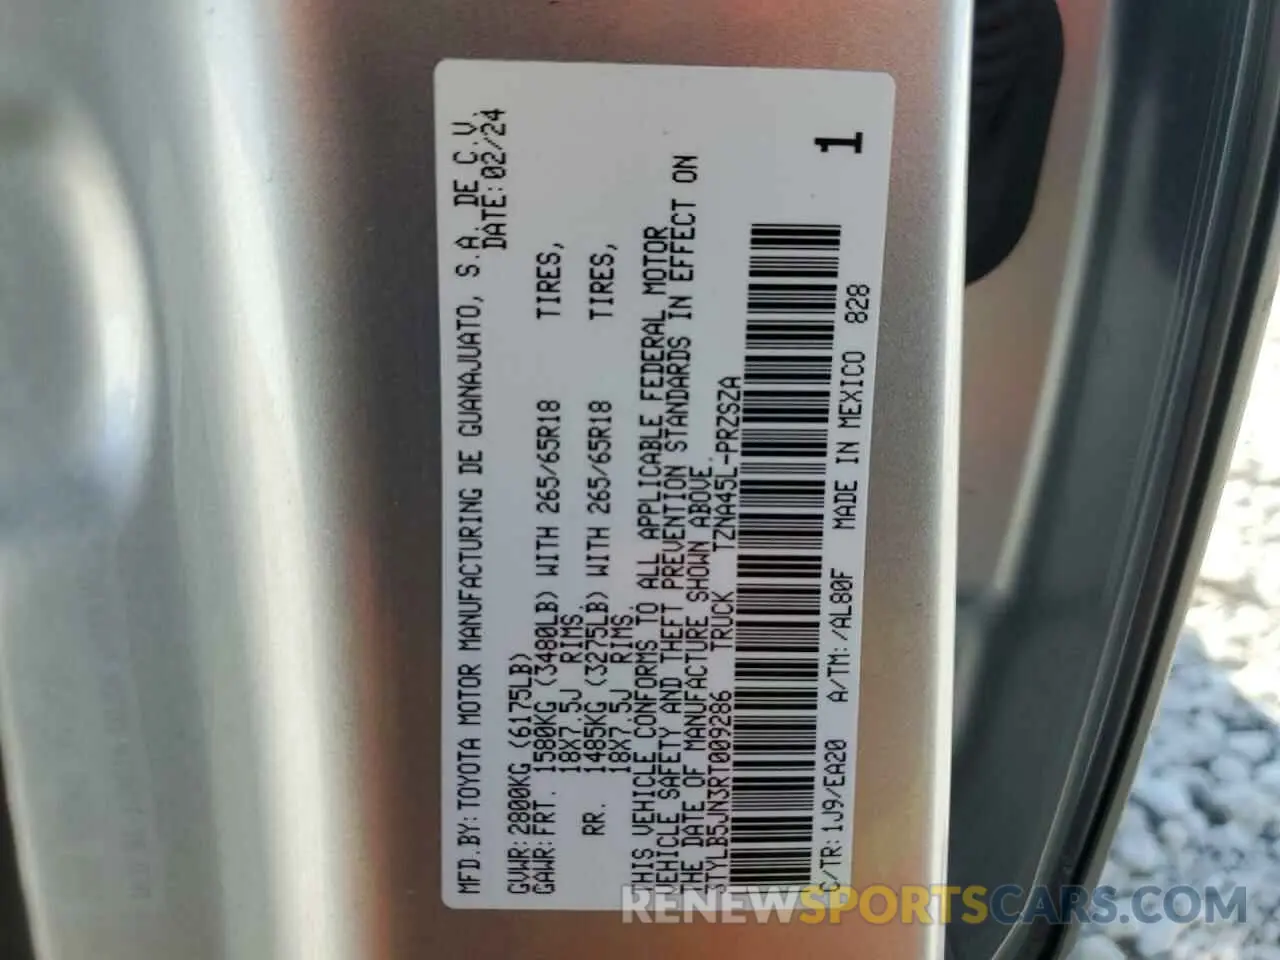 MFD.BY:TOYOTA MOTOR MANUFACTURING DE GUANAJUATO, S.A. DE C.V.
DATE:02/24
GVWR:2800KG (6175LB)
GAWR:FRT. 1580KG (3480LB) WITH 265/65R18 TIRES,
18X7.5J RIMS.
RR. 1485KG (3275LB) WITH 265/65R18 TIRES,
18X7.5J RIMS.
THIS VEHICLE CONFORMS TO ALL APPLICABLE FEDERAL MOTOR
VEHICLE SAFETY AND THEFT PREVENTION STANDARDS IN EFFECT ON
THE DATE OF MANUFACTURE SHOWN ABOVE.
3TYLB5JN3RT009286 TRUCK TZNA45L-PRZSZA
1
C/TR:1J9/EA20 A/TM:/AL80F MADE IN MEXICO 828
RENEWSPORTSCARS.COM